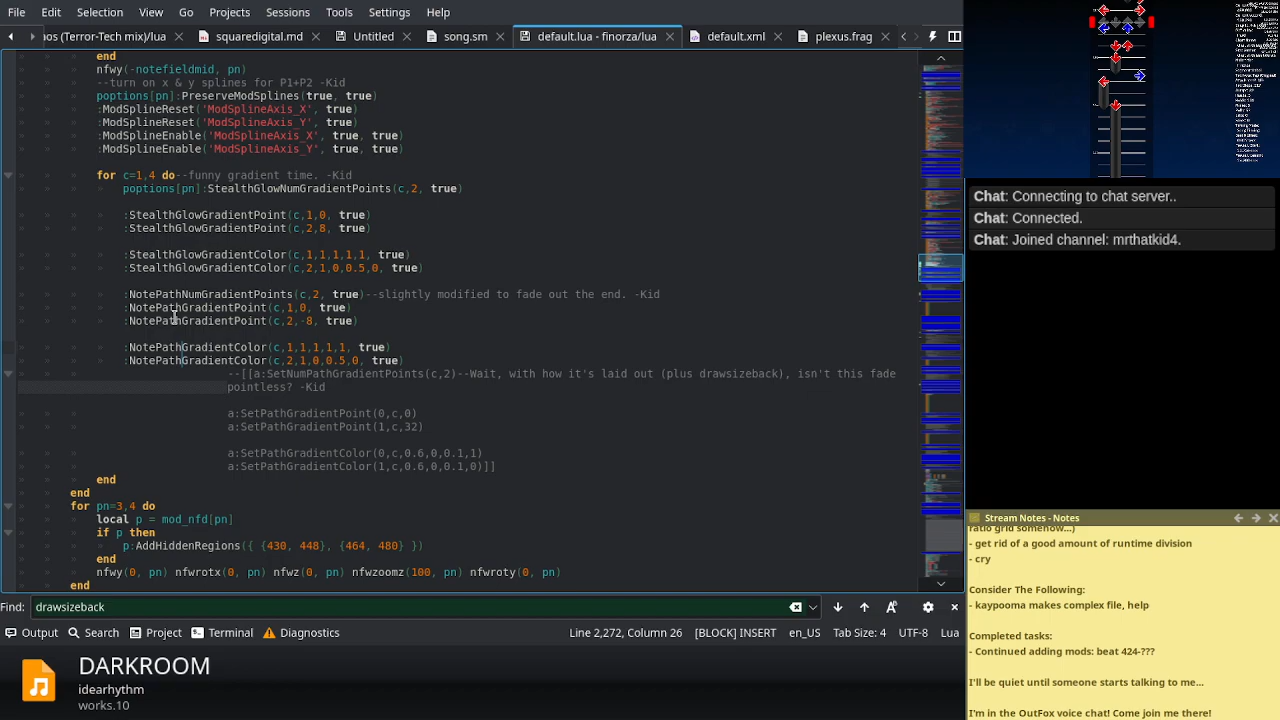 File Edit Selection View Go Projects Sessions Tools Settings Help
os (Terror-Tech mix)/lua
squaredigital.md
Untitled
song.sm
default.lua - finorza/lua
default.xml
plexus.frag
end
nfwy(-notefieldmid, pn)
--turn on x & y splines for P1+P2 -Kid
poptions[pn]:PreserveModSplines(true, true)
:ModSplineReset('ModSplineAxis_X', true)
:ModSplineReset('ModSplineAxis_Y', true)
:ModSplineEnable('ModSplineAxis_X', true, true)
:ModSplineEnable('ModSplineAxis_Y', true, true)
for c=1,4 do--funny gradient time. -Kid
poptions[pn]:StealthGlowNumGradientPoints(c,2, true)
:StealthGlowGradientPoint(c,1,0, true)
:StealthGlowGradientPoint(c,2,8, true)
:StealthGlowGradientColor(c,1,1,1,1,1, true)
:StealthGlowGradientColor(c,2,1,0,0.5,0, true)
:NotePathNumGradientPoints(c,2, true)--slightly modified to fade out the end. -Kid
:NotePathGradientPoint(c,1,0, true)
:NotePathGradientPoint(c,2,-8, true)
:NotePathGradientColor(c,1,1,1,1,1, true)
:NotePathGradientColor(c,2,1,0,0.5,0, true)
--[[a:SetNumPathGradientPoints(c,2)--Wait, with how it's laid out (plus drawsizeback), isn't this fade
ntless? -Kid
a:SetPathGradientPoint(0,c,0)
a:SetPathGradientPoint(1,c,32)
a:SetPathGradientColor(0,c,0.6,0,0.1,1)
a:SetPathGradientColor(1,c,0.6,0,0.1,0)]]
end
end
for pn=3,4 do
local p = mod_nfd[pn]
if p then
p:AddHiddenRegions({ {430, 448}, {464, 480} })
end
nfwy(0, pn) nfwrotx(0, pn) nfwz(0, pn) nfwzoomz(100, pn) nfwroty(0, pn)
end
Find: drawsizeback
Output Search Project Terminal Diagnostics
Line 2,272, Column 26 [BLOCK] INSERT en_US Tab Size: 4 UTF-8 Lua
DARKROOM
idearhythm
works.10
Chat: Connecting to chat server..
Chat: Connected.
Chat: Joined channel: mrthatkid4.
Stream Notes - Notes
ratio grid somehow...)
- get rid of a good amount of runtime division
- cry
Consider The Following:
- kaypooma makes complex file, help
Completed tasks:
- Continued adding mods: beat 424-???
I'll be quiet until someone starts talking to me...
I'm in the OutFox voice chat! Come join me there!